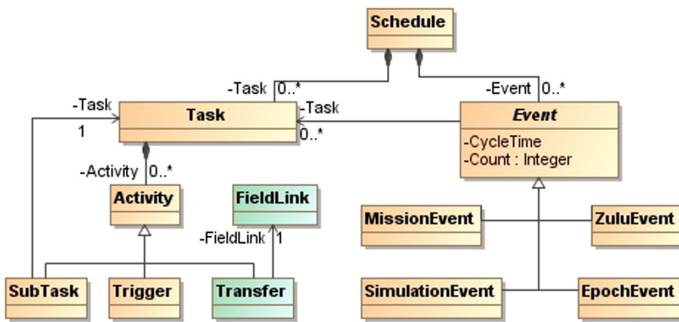 Schedule
-Task 0..*
-Event 0..*
-Task
1
Task
-Task
0..*
Event
-CycleTime
-Count : Integer
-Activity 0..*
Activity
FieldLink
-FieldLink 1
MissionEvent
ZuluEvent
SubTask
Trigger
Transfer
SimulationEvent
EpochEvent